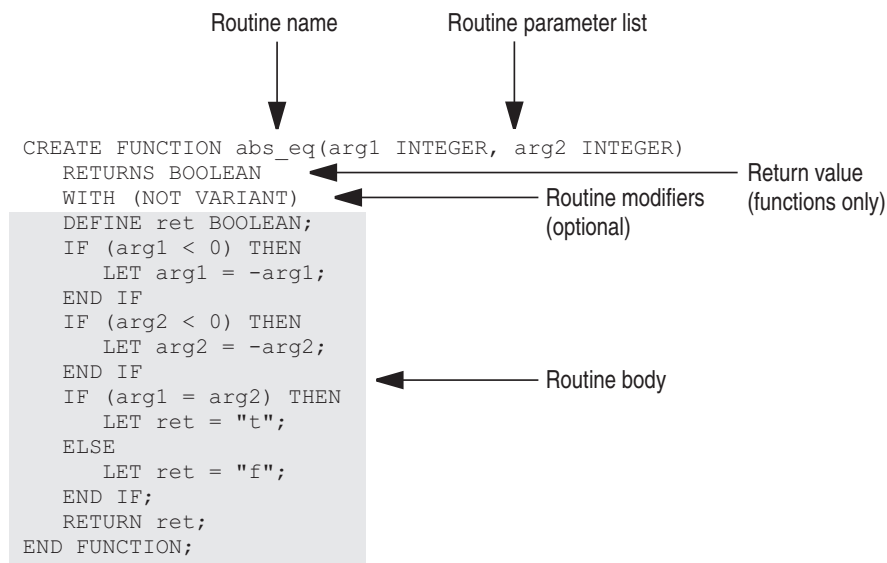 Routine name
Routine parameter list
CREATE FUNCTION abs_eq(arg1 INTEGER, arg2 INTEGER)
RETURNS BOOLEAN
Return value
(functions only)
WITH (NOT VARIANT)
Routine modifiers
(optional)
DEFINE ret BOOLEAN;
IF (arg1 < 0) THEN
LET arg1 = -arg1;
END IF
IF (arg2 < 0) THEN
LET arg2 = -arg2;
END IF
Routine body
IF (arg1 = arg2) THEN
LET ret = "t";
ELSE
LET ret = "f";
END IF;
RETURN ret;
END FUNCTION;